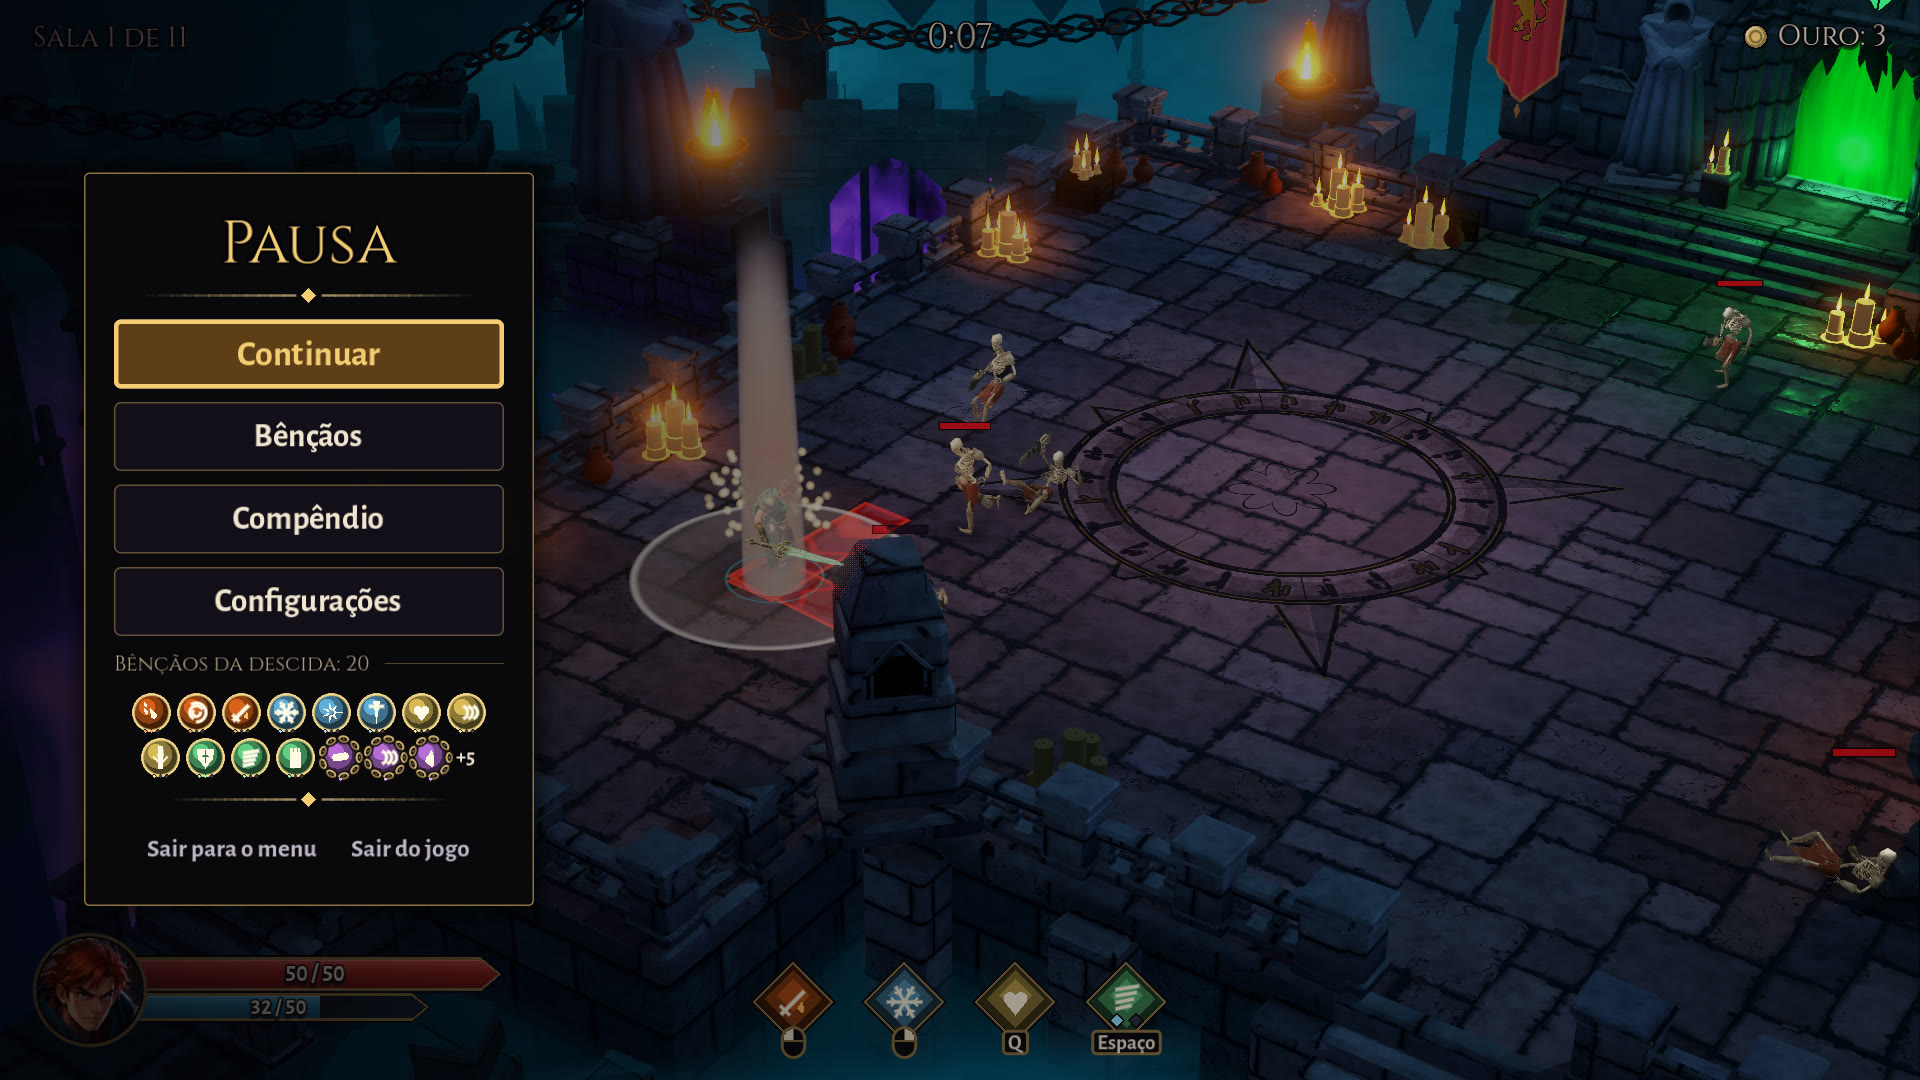 Sala 1 de 11
0:07
Ouro: 3
Pausa
Continuar
Bênçãos
Compêndio
Configurações
Bênçãos da descida: 20
+5
Sair para o menu
Sair do jogo
50/50
32/50
Q
Espaço